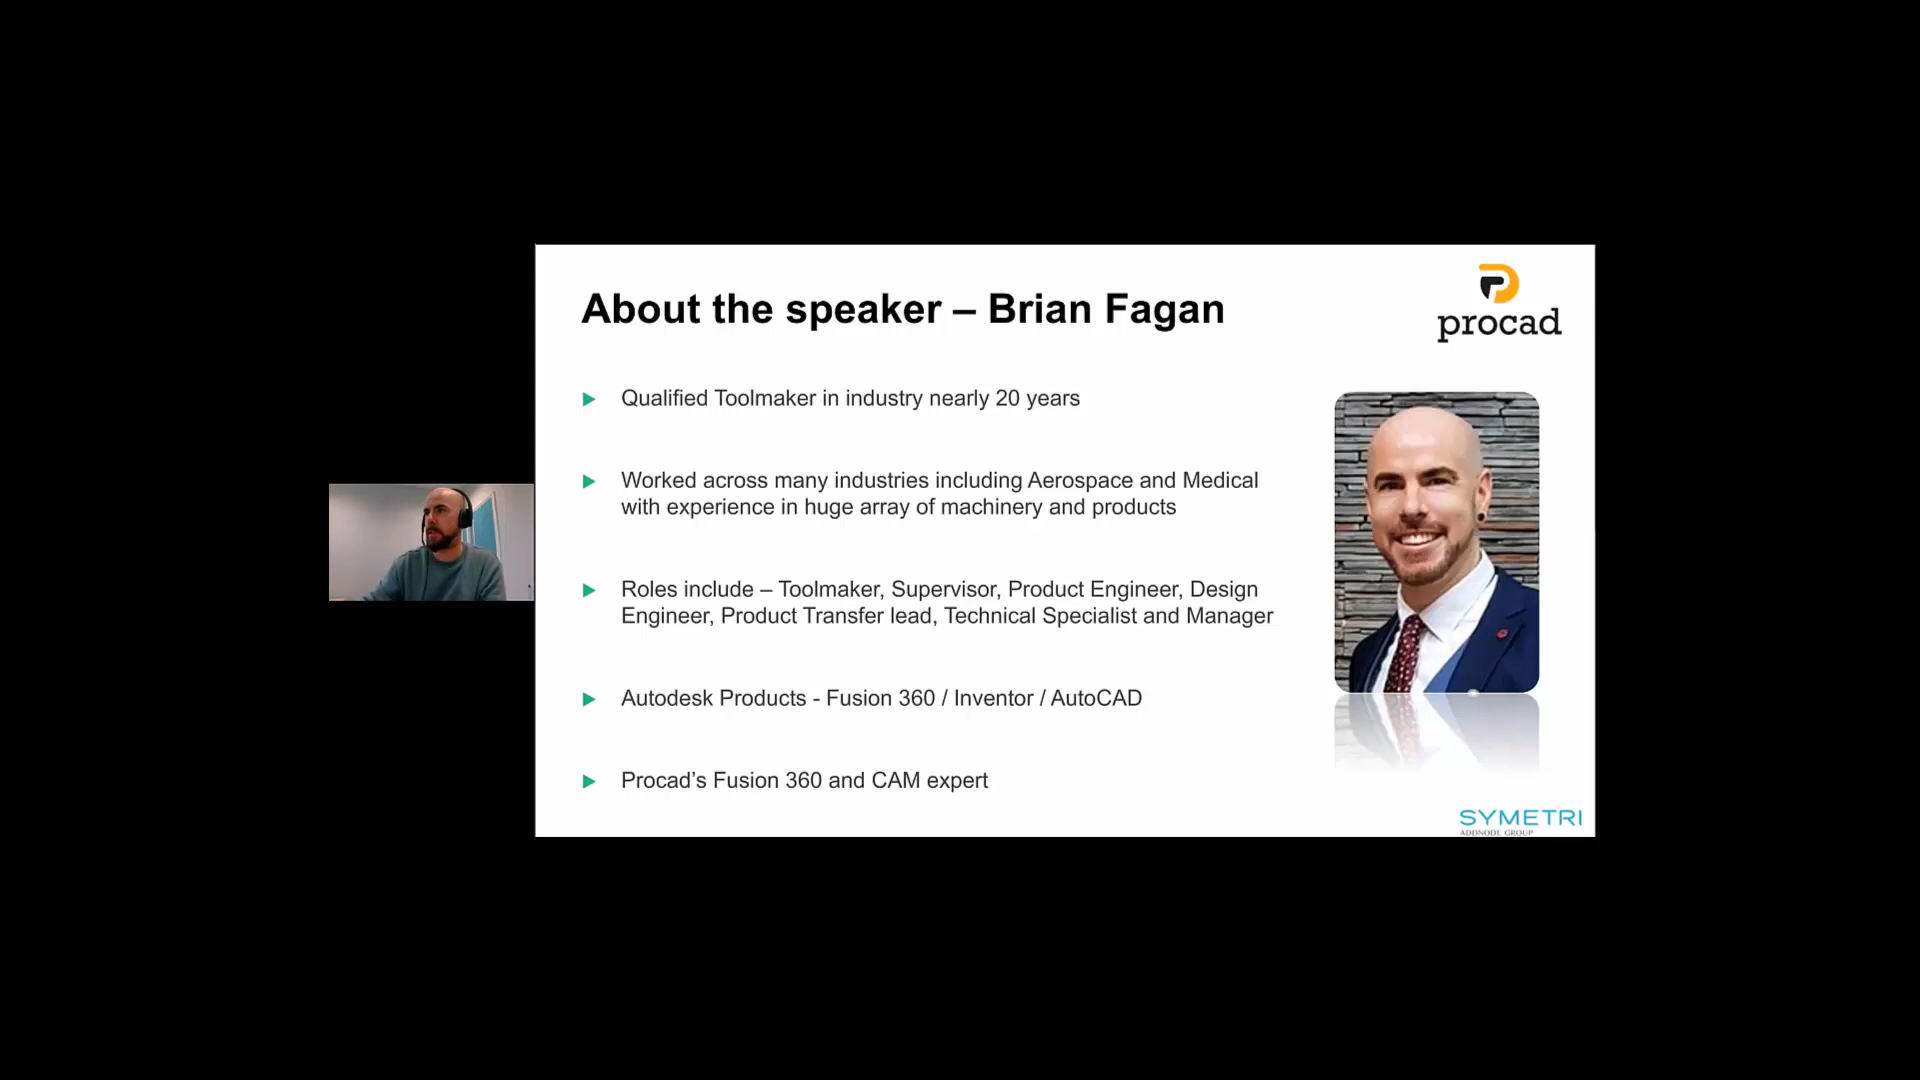 About the speaker – Brian Fagan
procad
Qualified Toolmaker in industry nearly 20 years
Worked across many industries including Aerospace and Medical
with experience in huge array of machinery and products
Roles include – Toolmaker, Supervisor, Product Engineer, Design
Engineer, Product Transfer lead, Technical Specialist and Manager
Autodesk Products - Fusion 360 / Inventor / AutoCAD
Procad’s Fusion 360 and CAM expert
SYMETRI
ADDNODE GROUP